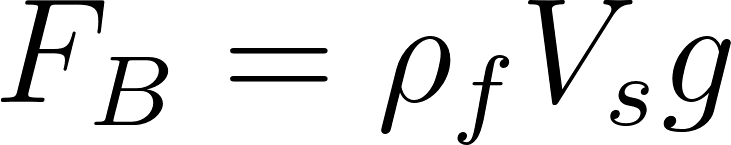 F_B = ρ_f V_s g